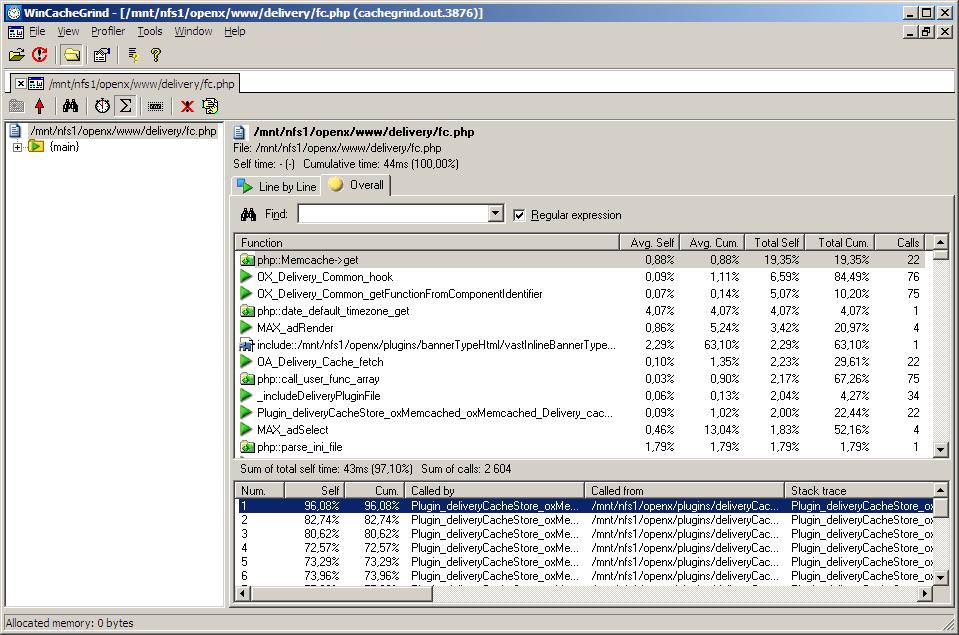 WinCacheGrind - [/mnt/nfs1/openx/www/delivery/fc.php (cachegrind.out.3876)]
File View Profiler Tools Window Help
/mnt/nfs1/openx/www/delivery/fc.php
/mnt/nfs1/openx/www/delivery/fc.php
{main}
/mnt/nfs1/openx/www/delivery/fc.php
File: /mnt/nfs1/openx/www/delivery/fc.php
Self time: - (-) Cumulative time: 44ms (100,00%)
Line by Line Overall
Find: Regular expression
Function Avg. Self Avg. Cum. Total Self Total Cum. Calls
php::Memcache->get 0,88% 0,88% 19,35% 19,35% 22
OX_Delivery_Common_hook 0,09% 1,11% 6,59% 84,49% 76
OX_Delivery_Common_getFunctionFromComponentIdentifier 0,07% 0,14% 5,07% 10,20% 75
php::date_default_timezone_get 4,07% 4,07% 4,07% 4,07% 1
MAX_adRender 0,86% 5,24% 3,42% 20,97% 4
include::/mnt/nfs1/openx/plugins/bannerTypeHtml/vastInlineBannerType... 2,29% 63,10% 2,29% 63,10% 1
OA_Delivery_Cache_fetch 0,10% 1,35% 2,23% 29,61% 22
php::call_user_func_array 0,03% 0,90% 2,17% 67,26% 75
_includeDeliveryPluginFile 0,06% 0,13% 2,04% 4,27% 34
Plugin_deliveryCacheStore_oxMemcached_oxMemcached_Delivery_cac... 0,09% 1,02% 2,00% 22,44% 22
MAX_adSelect 0,46% 13,04% 1,83% 52,16% 4
php::parse_ini_file 1,79% 1,79% 1,79% 1,79% 1
Sum of total self time: 43ms (97,10%) Sum of calls: 2 604
Num. Self Cum. Called by Called from Stack trace
1 96,08% 96,08% Plugin_deliveryCacheStore_oxMe... /mnt/nfs1/openx/plugins/deliveryCac... Plugin_deliveryCacheStore_ox
2 82,74% 82,74% Plugin_deliveryCacheStore_oxMe... /mnt/nfs1/openx/plugins/deliveryCac... Plugin_deliveryCacheStore_ox
3 80,62% 80,62% Plugin_deliveryCacheStore_oxMe... /mnt/nfs1/openx/plugins/deliveryCac... Plugin_deliveryCacheStore_ox
4 72,57% 72,57% Plugin_deliveryCacheStore_oxMe... /mnt/nfs1/openx/plugins/deliveryCac... Plugin_deliveryCacheStore_ox
5 73,29% 73,29% Plugin_deliveryCacheStore_oxMe... /mnt/nfs1/openx/plugins/deliveryCac... Plugin_deliveryCacheStore_ox
6 73,96% 73,96% Plugin_deliveryCacheStore_oxMe... /mnt/nfs1/openx/plugins/deliveryCac... Plugin_deliveryCacheStore_ox
Allocated memory: 0 bytes